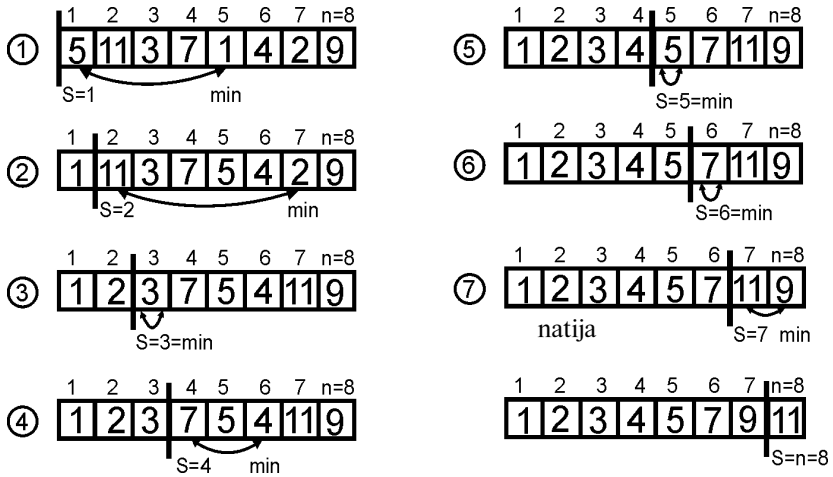 1 2 3 4 5 6 7 n=8
① 5 11 3 7 1 4 2 9
S=1 min
1 2 3 4 5 6 7 n=8
② 1 11 3 7 5 4 2 9
S=2 min
1 2 3 4 5 6 7 n=8
③ 1 2 3 7 5 4 11 9
S=3=min
1 2 3 4 5 6 7 n=8
④ 1 2 3 7 5 4 11 9
S=4 min
1 2 3 4 5 6 7 n=8
⑤ 1 2 3 4 5 7 11 9
S=5=min
1 2 3 4 5 6 7 n=8
⑥ 1 2 3 4 5 7 11 9
S=6=min
1 2 3 4 5 6 7 n=8
⑦ 1 2 3 4 5 7 11 9
natija S=7 min
1 2 3 4 5 6 7 n=8
1 2 3 4 5 7 9 11
S=n=8